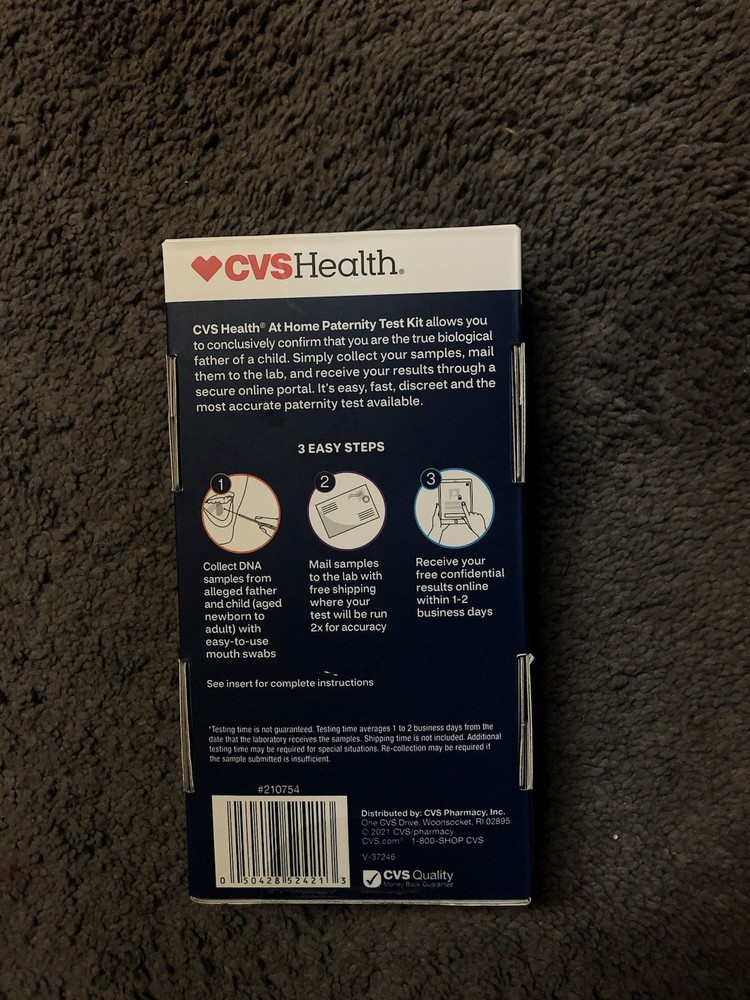 CVSHealth®
CVS Health® At Home Paternity Test Kit allows you
to conclusively confirm that you are the true biological
father of a child. Simply collect your samples, mail
them to the lab, and receive your results through a
secure online portal. It's easy, fast, discreet and the
most accurate paternity test available.
3 EASY STEPS
1
Collect DNA
samples from
alleged father
and child (aged
newborn to
adult) with
easy-to-use
mouth swabs
2
Mail samples
to the lab with
free shipping
where your
test will be run
2x for accuracy
3
Receive your
free confidential
results online
within 1-2
business days
See insert for complete instructions
*Testing time is not guaranteed. Testing time averages 1 to 2 business days from the
date that the laboratory receives the samples. Shipping time is not included. Additional
testing time may be required for special situations. Re-collection may be required if
the sample submitted is insufficient.
#210754
0 50428 52421 3
Distributed by: CVS Pharmacy, Inc.
One CVS Drive, Woonsocket, RI 02895
© 2021 CVS/pharmacy
CVS.com® 1-800-SHOP CVS
V-37246
CVS Quality
Money Back Guarantee